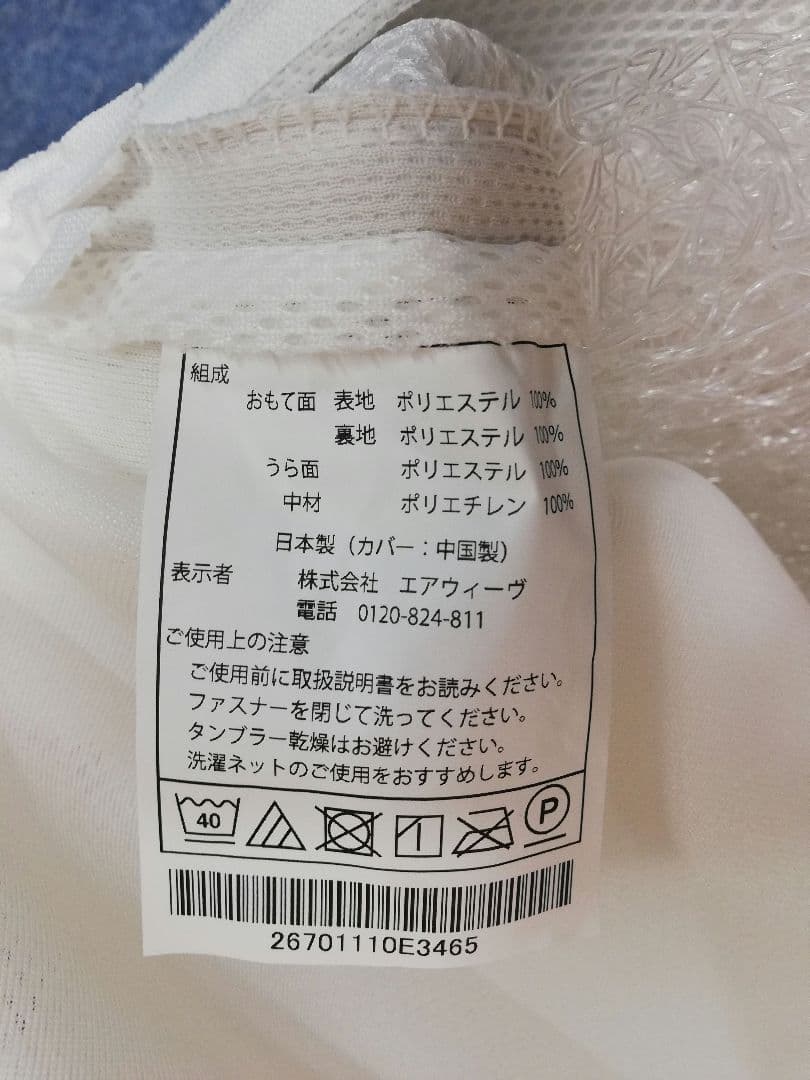 組成
おもて面 表地 ポリエステル 100%
裏地 ポリエステル 100%
うら面 ポリエステル 100%
中材 ポリエチレン 100%
日本製（カバー：中国製）
表示者 株式会社 エアウィーヴ
電話 0120-824-811
ご使用上の注意
ご使用前に取扱説明書をお読みください。
ファスナーを閉じて洗ってください。
タンブラー乾燥はお避けください。
洗濯ネットのご使用をおすすめします。
40 P
26701110E3465